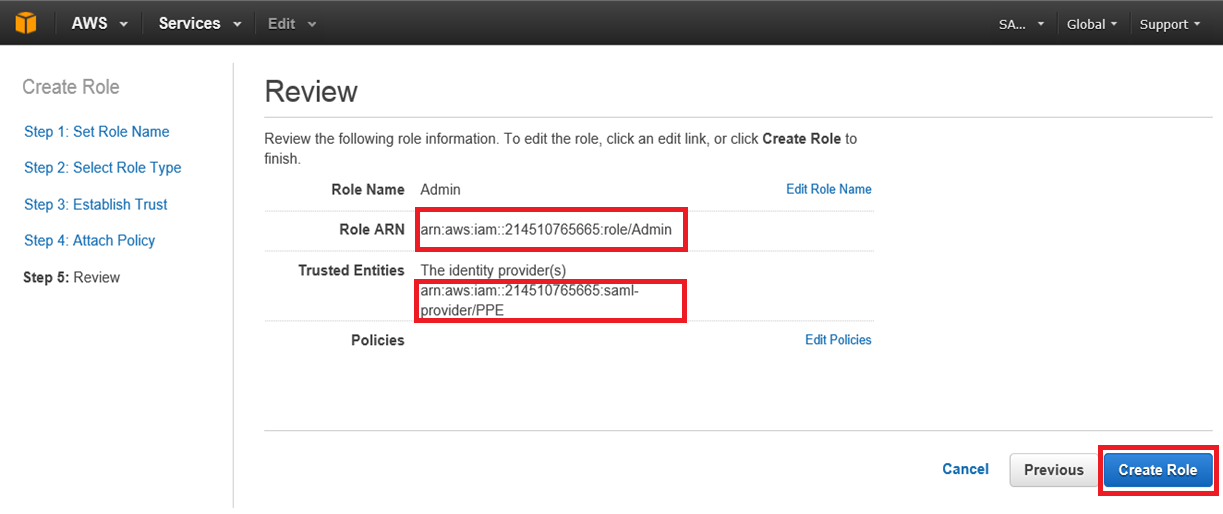 AWS Services Edit SA... Global Support
Create Role
Step 1: Set Role Name
Step 2: Select Role Type
Step 3: Establish Trust
Step 4: Attach Policy
Step 5: Review
Review
Review the following role information. To edit the role, click an edit link, or click Create Role to
finish.
Role Name Admin Edit Role Name
Role ARN arn:aws:iam::214510765665:role/Admin
Trusted Entities The identity provider(s)
arn:aws:iam::214510765665:saml-
provider/PPE
Policies Edit Policies
Cancel Previous Create Role